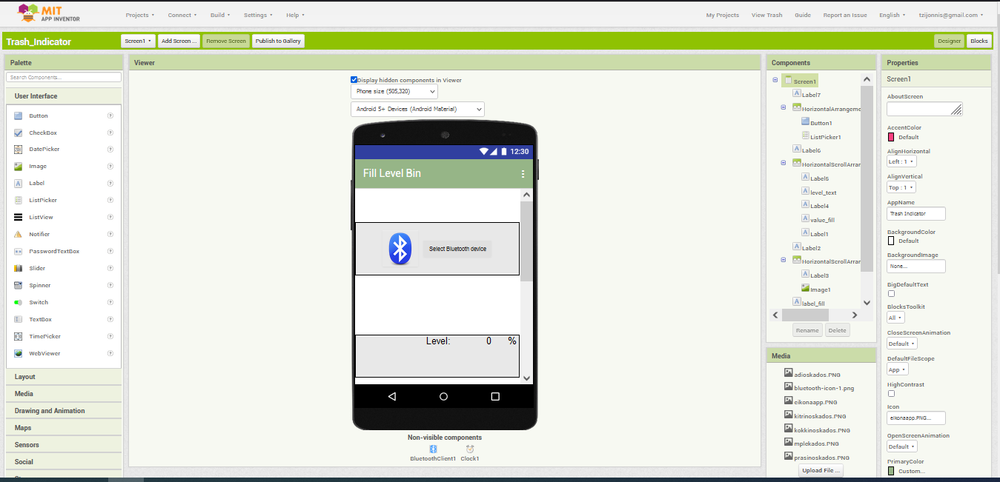 MIT
APP INVENTOR
Projects
Connect
Build
Settings
Help
My Projects
View Trash
Guide
Report an Issue
English
tzijonnis@gmail.com
Trash_Indicator
Screen1
Add Screen ...
Remove Screen
Publish to Gallery
Designer
Blocks
Palette
Search Components...
User Interface
Button
CheckBox
DatePicker
Image
Label
ListPicker
ListView
Notifier
PasswordTextBox
Slider
Spinner
Switch
TextBox
TimePicker
WebViewer
Layout
Media
Drawing and Animation
Maps
Sensors
Social
Viewer
Display hidden components in Viewer
Phone size (505,320)
Android 5+ Devices (Android Material)
12:30
Fill Level Bin
Select Bluetooth device
Level: 0 %
Non-visible components
BluetoothClient1
Clock1
Components
Screen1
Label7
HorizontalArrangeme
Button1
ListPicker1
Label6
HorizontalScrollArran
Label5
level_text
Label4
value_fill
Label1
Label2
HorizontalScrollArran
Label3
Image1
label_fill
Rename
Delete
Media
adioskados.PNG
bluetooth-icon-1.png
eikonaapp.PNG
kitrinoskados.PNG
kokkinoskados.PNG
mplekados.PNG
prasinoskados.PNG
Upload File ...
Properties
Screen1
AboutScreen
AccentColor
Default
AlignHorizontal
Left : 1
AlignVertical
Top : 1
AppName
Trash Indicator
BackgroundColor
Default
BackgroundImage
None...
BigDefaultText
BlocksToolkit
All
CloseScreenAnimation
Default
DefaultFileScope
App
HighContrast
Icon
eikonaapp.PNG...
OpenScreenAnimation
Default
PrimaryColor
Custom...